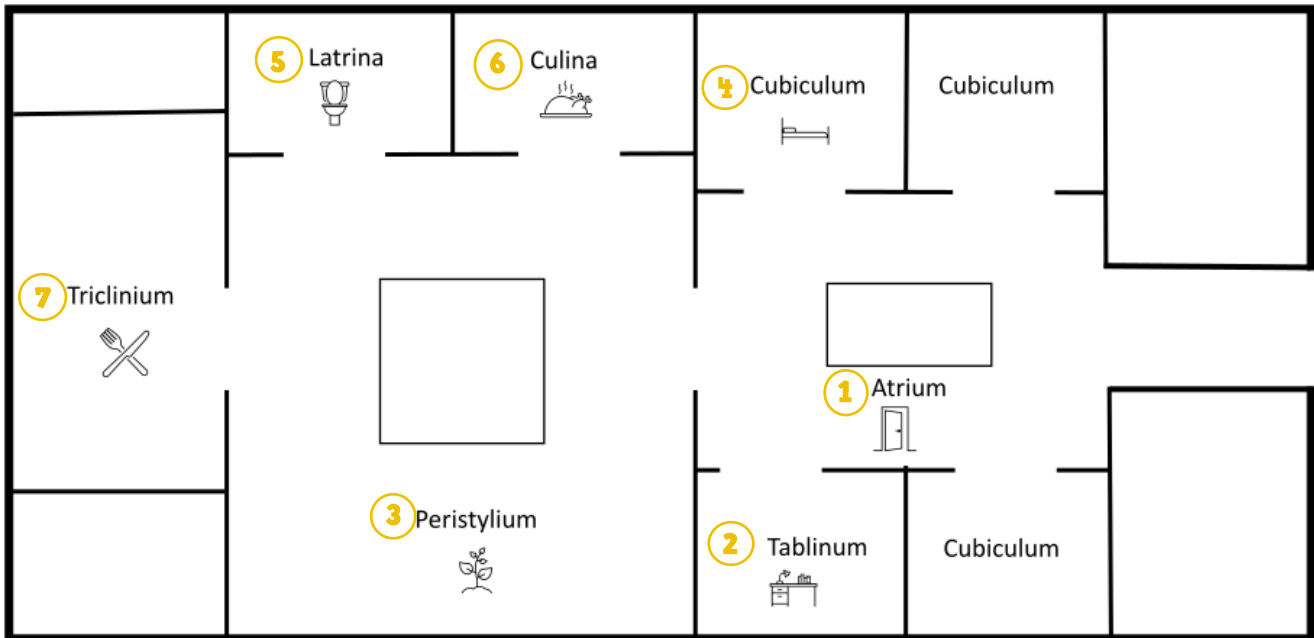 5 Latrina
6 Culina
4 Cubiculum
Cubiculum
7 Triclinium
1 Atrium
3 Peristylium
2 Tablinum
Cubiculum